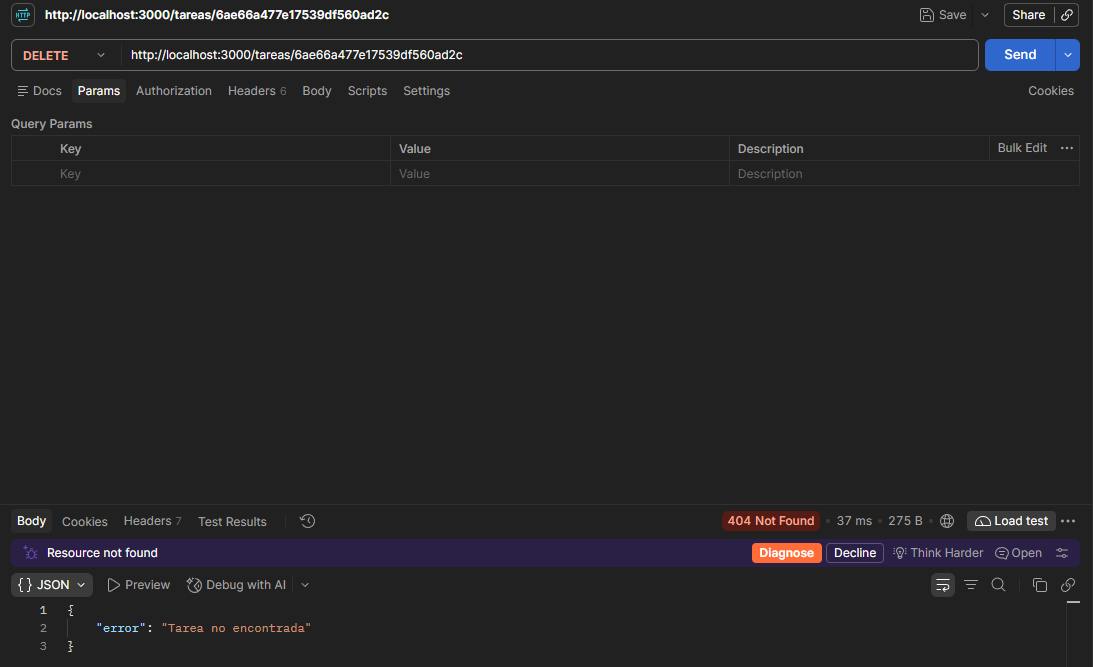 HTTP http://localhost:3000/tareas/6ae66a477e17539df560ad2c Save Share
DELETE http://localhost:3000/tareas/6ae66a477e17539df560ad2c Send
Docs Params Authorization Headers 6 Body Scripts Settings Cookies
Query Params
Key Value Description Bulk Edit ···
Key Value Description
Body Cookies Headers 7 Test Results 404 Not Found • 37 ms • 275 B • Load test ···
Resource not found Diagnose Decline Think Harder Open
{ } JSON Preview Debug with AI
1 {
2 "error": "Tarea no encontrada"
3 }